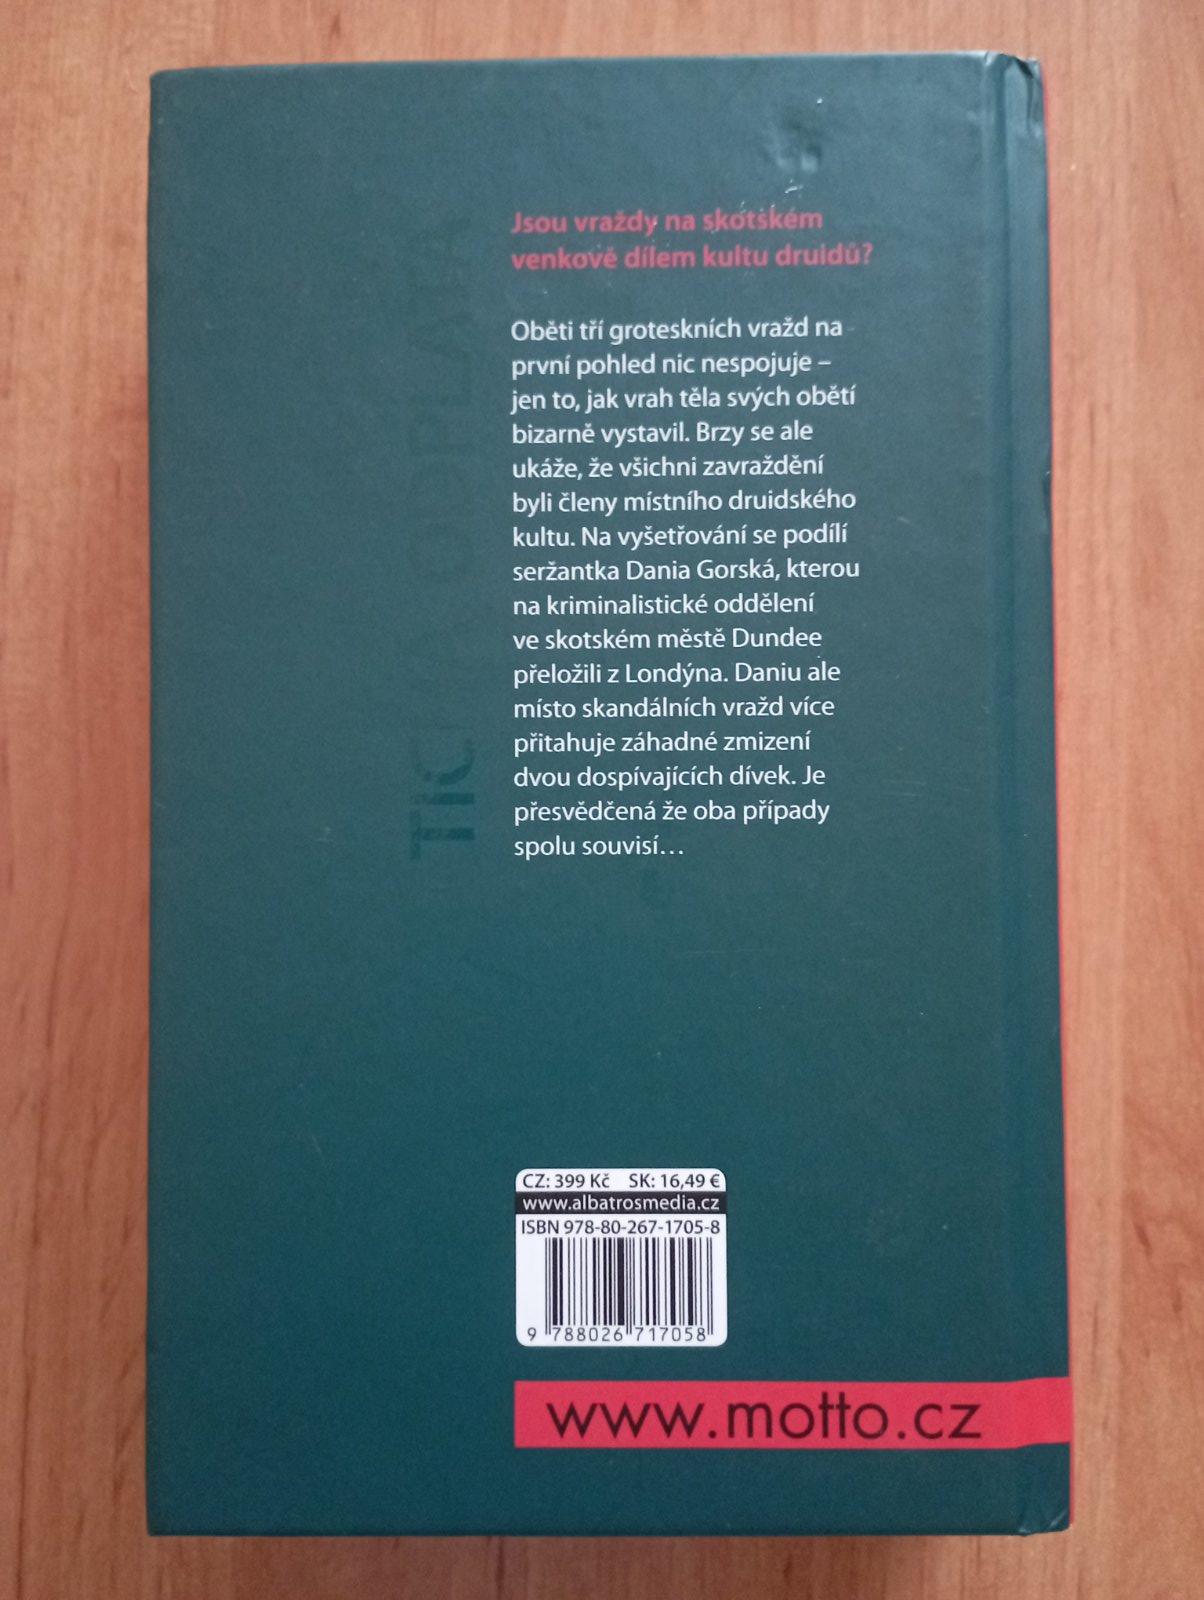 Jsou vraždy na skotském
venkově dílem kultu druidů?
Oběti tří groteskních vražd na
první pohled nic nespojuje –
jen to, jak vrah těla svých obětí
bizarně vystavil. Brzy se ale
ukáže, že všichni zavraždění
byli členy místního druidského
kultu. Na vyšetřování se podílí
seržantka Dania Gorská, kterou
na kriminalistické oddělení
ve skotském městě Dundee
přeložili z Londýna. Daniu ale
místo skandálních vražd více
přitahuje záhadné zmizení
dvou dospívajících dívek. Je
přesvědčená že oba případy
spolu souvisí…
CZ: 399 Kč SK: 16,49 €
www.albatrosmedia.cz
ISBN 978-80-267-1705-8
9 788026 717058
www.motto.cz